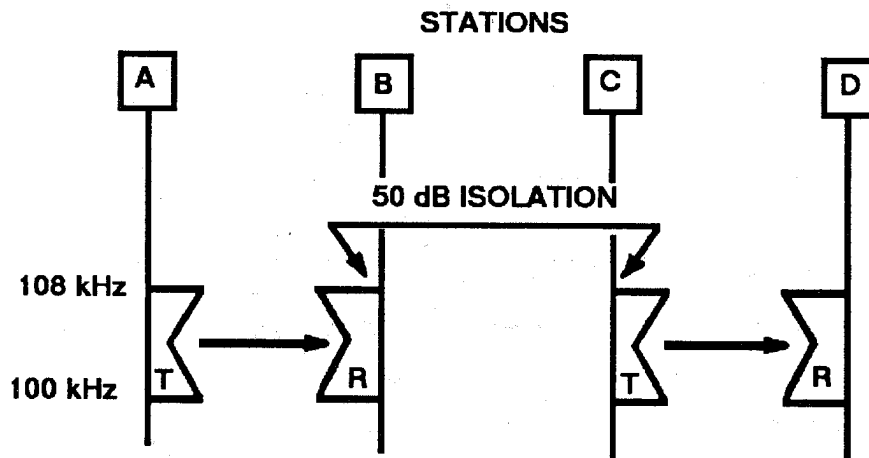 STATIONS
A B C D
50 dB ISOLATION
108 kHz
100 kHz
T R T R